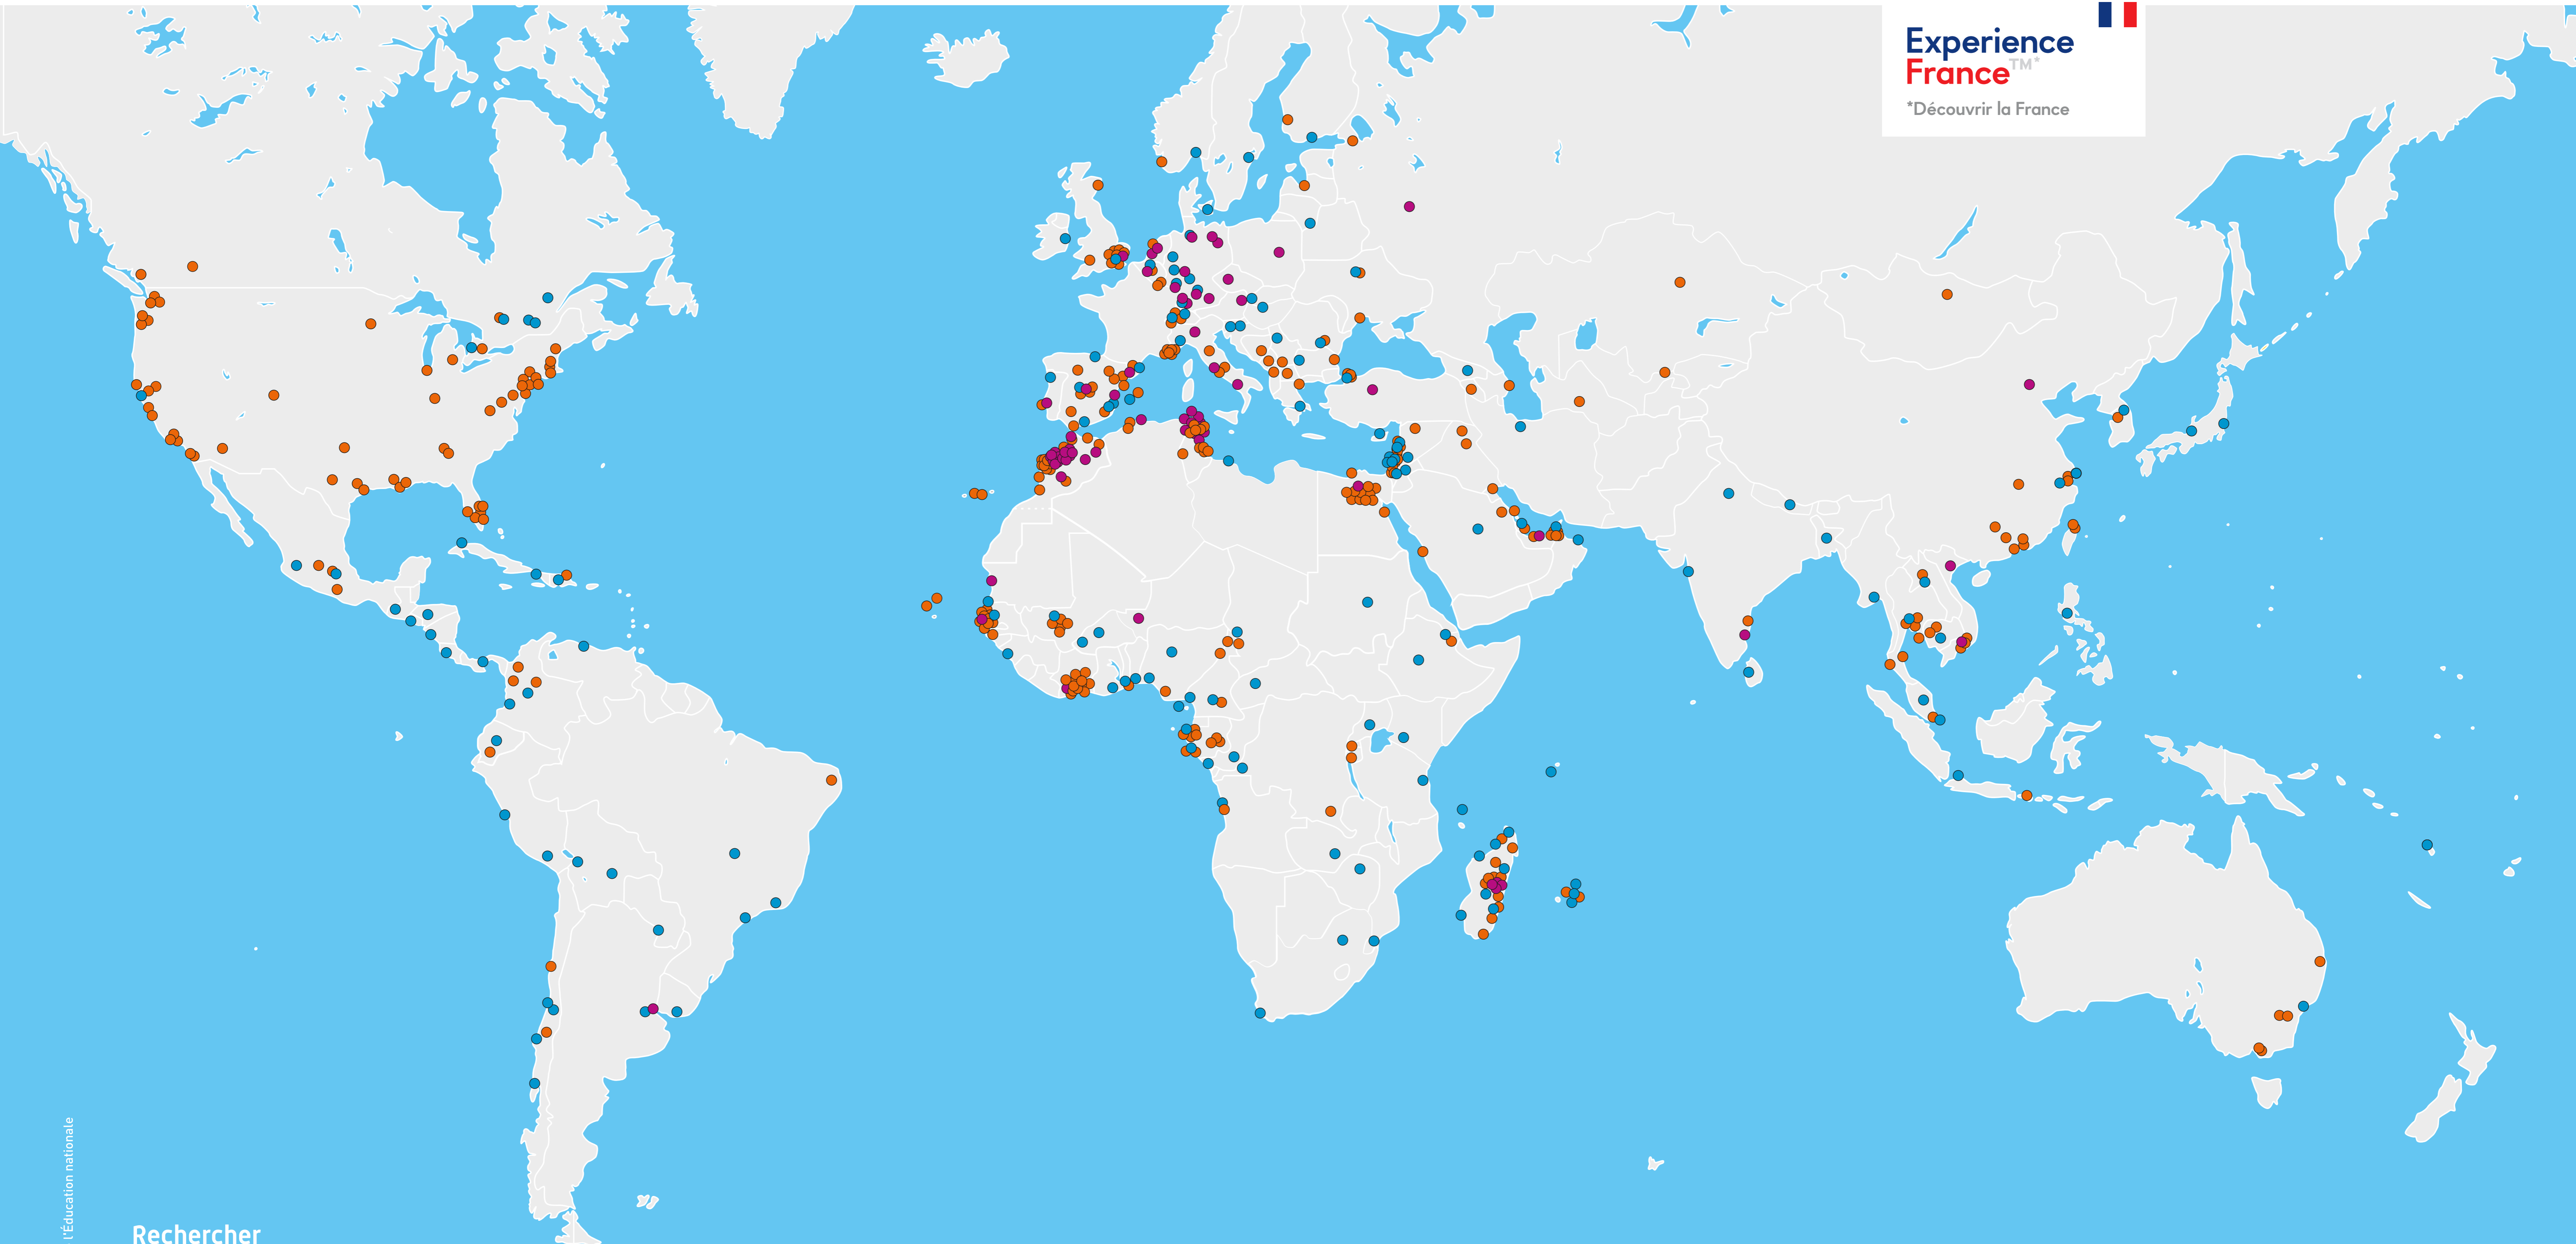 Experience
France™*
*Découvrir la France
l'Éducation nationale
Rechercher